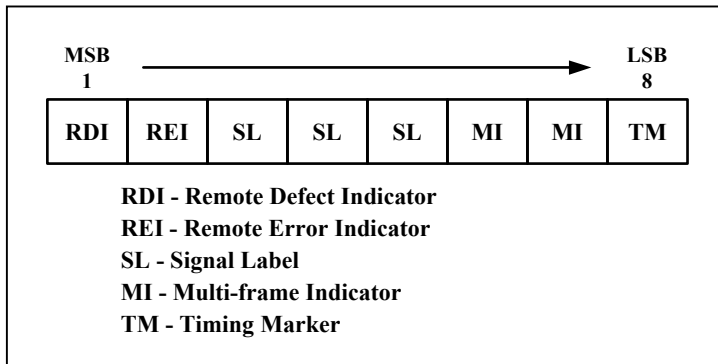 MSB LSB
1 8
RDI REI SL SL SL MI MI TM
RDI - Remote Defect Indicator
REI - Remote Error Indicator
SL - Signal Label
MI - Multi-frame Indicator
TM - Timing Marker